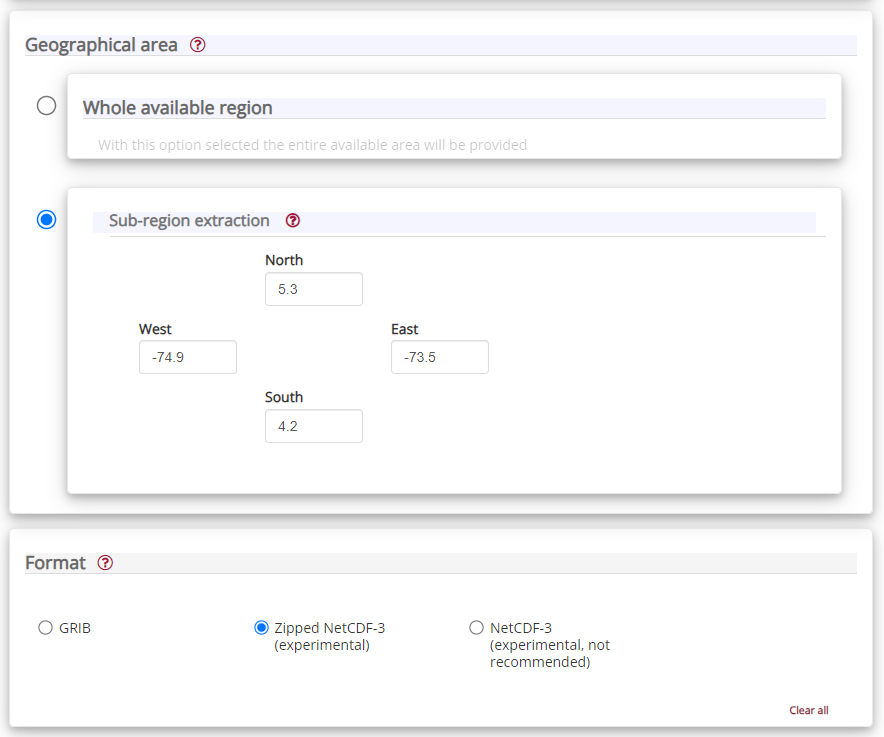 Geographical area ?
Whole available region
With this option selected the entire available area will be provided
Sub-region extraction ?
North
5.3
West
East
-74.9
-73.5
South
4.2
Format ?
GRIB
Zipped NetCDF-3
(experimental)
NetCDF-3
(experimental, not
recommended)
Clear all